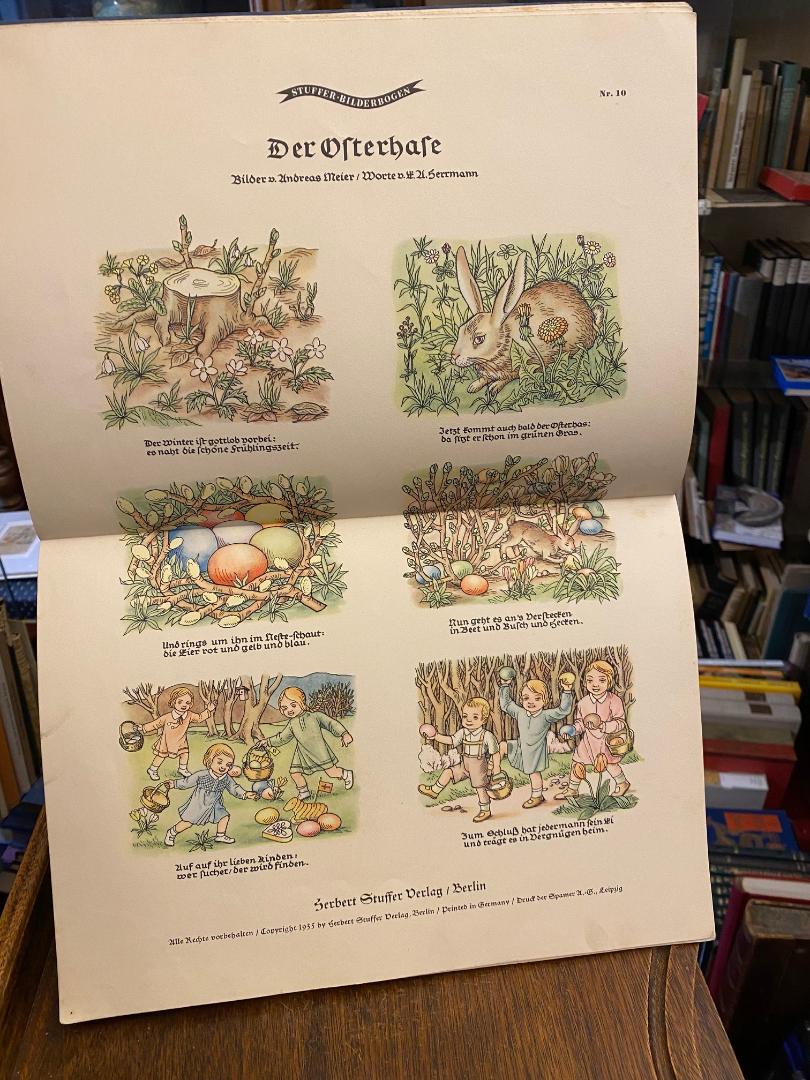 STUFFER-BILDERBOGEN
Nr. 10
Der Oſterhaſe
Bilder v. Andreas Meier / Worte v. E. A. Herrmann
Der Winter iſt gottlob vorbei:
es naht die ſchöne Frühlingszeit.
Jetzt kommt auch bald der Oſterhas:
da ſitzt er ſchon im grünen Gras.
Und rings um ihn im Neſte - ſchaut:
die Eier rot und gelb und blau.
Nun geht es an's Verſtecken
in Beet und Buſch und Hecken.
Auf auf ihr lieben Kinder:
wer ſuchet/der wird finden.
Zum Schluß hat jedermann ſein Ei
und trägt es in Vergnügen heim.
Herbert Stuffer Verlag / Berlin
Alle Rechte vorbehalten / Copyright 1935 by Herbert Stuffer Verlag, Berlin / Printed in Germany / Druck der Spamer A.-G., Leipzig